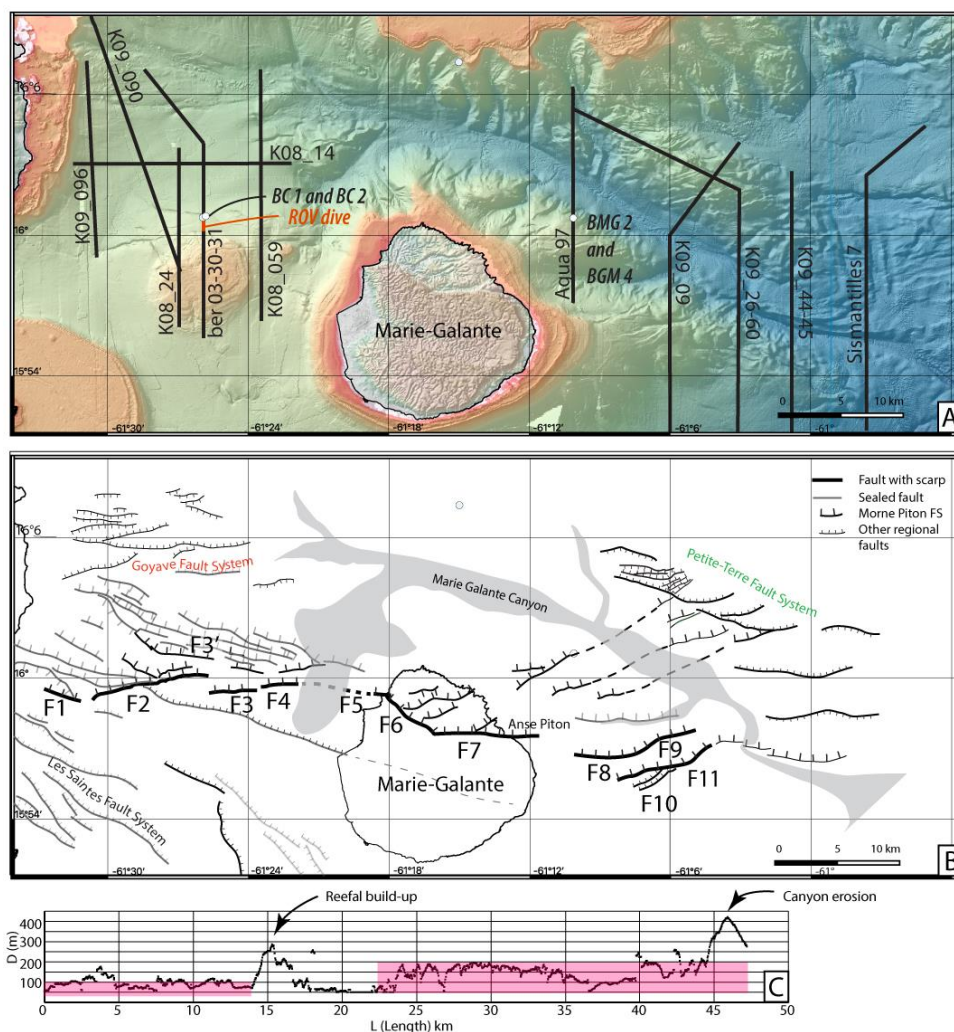 K09_090
16°6'
K08_14
K09_096
BC 1 and BC 2
ROV dive
16°
K08_24
ber 03-30-31
K08_059
Aqua 97
BMG 2
and
BGM 4
K09_09
K09_26-60
K09_44-45
Sismantilles 7
Marie-Galante
15°54'
0 5 10 km
-61°30' -61°24' -61°18' -61°12' -61°6' -61°
A
Fault with scarp
Sealed fault
Morne Piton FS
Other regional
faults
16°6'
Goyave Fault System
Petite-Terre Fault System
Marie Galante Canyon
F3'
16°
F1
F2
F3
F4
F5
F6
F7
Anse Piton
F8
F9
F10
F11
Marie-Galante
Les Saintes Fault System
15°54'
0 5 10 km
-61°30' -61°24' -61°18' -61°12' -61°6' -61°
B
Reefal build-up
Canyon erosion
D (m)
400
300
200
100
C
0 5 10 15 20 25 30 35 40 45 50
L (Length) km